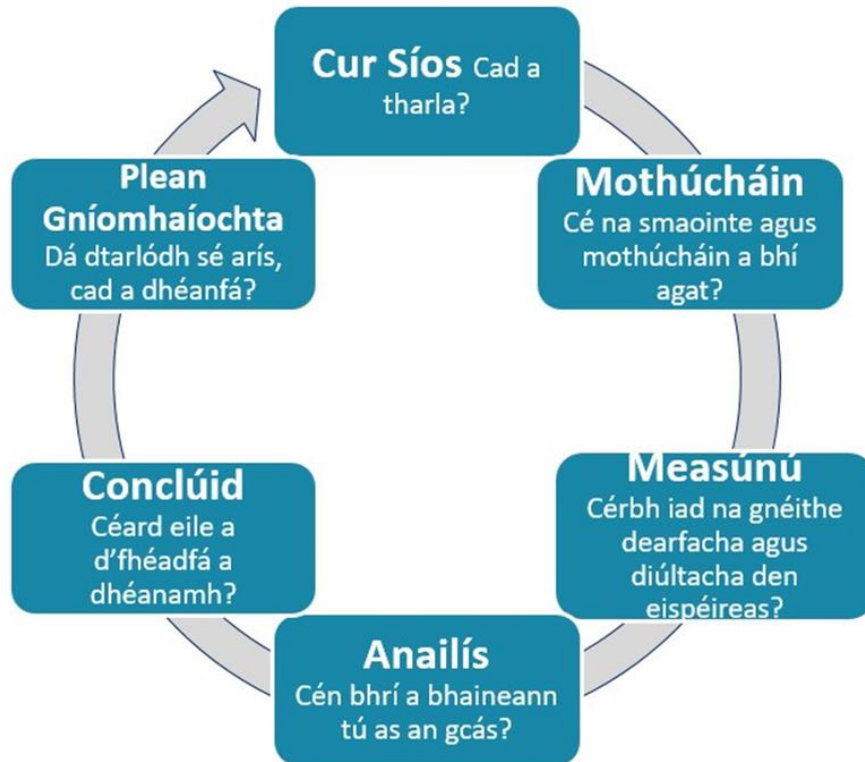 Cur Síos Cad a
tharla?
Mothúcháin
Cé na smaointe agus
mothúcháin a bhí
agat?
Measúnú
Cérbh iad na gnéithe
dearfacha agus
diúltacha den
eispéireas?
Anailís
Cén bhrí a bhaineann
tú as an gcás?
Conclúid
Céard eile a
d'fhéadfá a
dhéanamh?
Plean
Gníomhaíochta
Dá dtarlódh sé arís,
cad a dhéanfá?